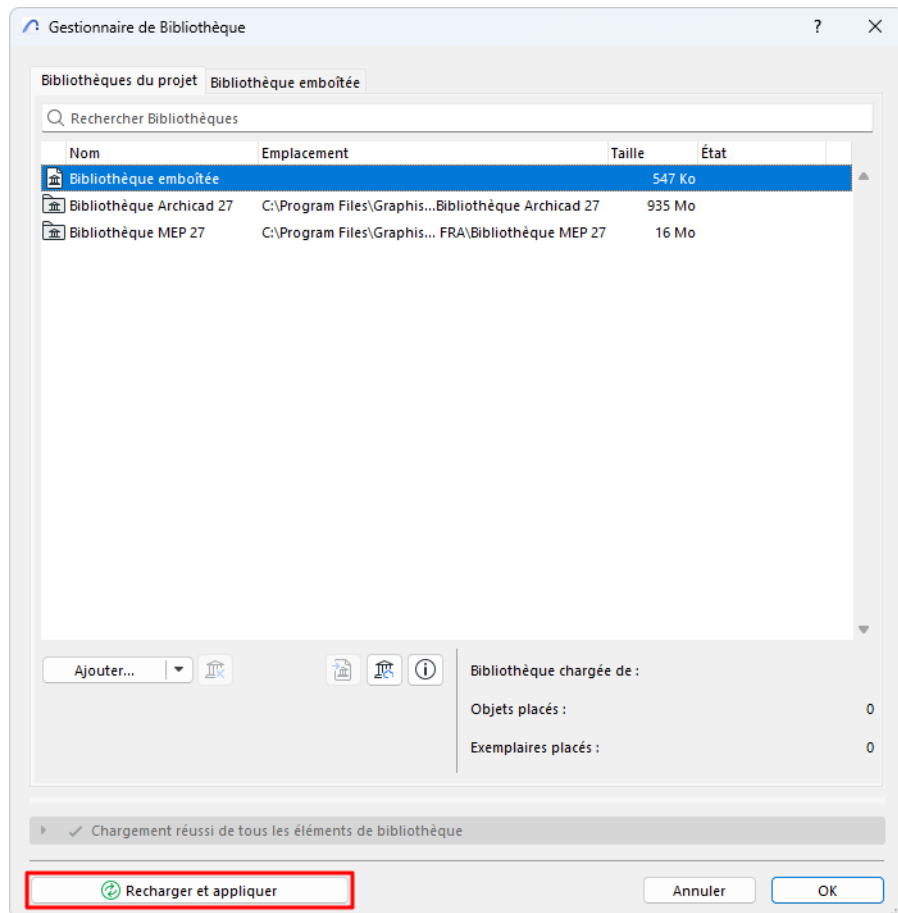 Gestionnaire de Bibliothèque ?
Bibliothèques du projet Bibliothèque emboîtée
Rechercher Bibliothèques
Nom Emplacement Taille État
Bibliothèque emboîtée 547 Ko
Bibliothèque Archicad 27 C:\Program Files\Graphis...Bibliothèque Archicad 27 935 Mo
Bibliothèque MEP 27 C:\Program Files\Graphis... FRA\Bibliothèque MEP 27 16 Mo
Ajouter... Bibliothèque chargée de :
Objets placés : 0
Exemplaires placés : 0
Chargement réussi de tous les éléments de bibliothèque
Recharger et appliquer Annuler OK